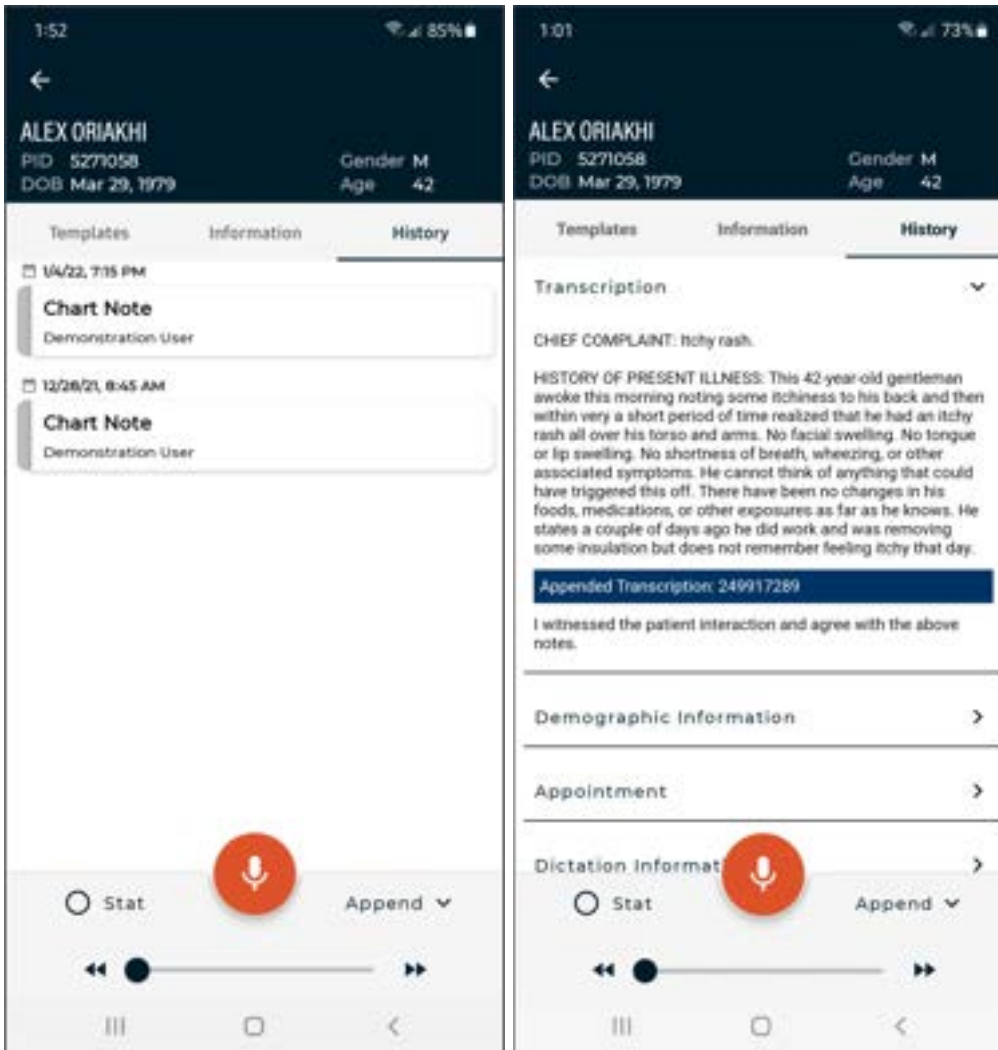 1:52 85%
ALEX ORIAKHI
PID 5271058 Gender M
DOB Mar 29, 1979 Age 42
Templates Information History
1/4/22, 7:15 PM
Chart Note
Demonstration User
12/28/21, 8:45 AM
Chart Note
Demonstration User
Stat Append
1:01 73%
ALEX ORIAKHI
PID 5271058 Gender M
DOB Mar 29, 1979 Age 42
Templates Information History
Transcription
CHIEF COMPLAINT: Itchy rash.
HISTORY OF PRESENT ILLNESS: This 42-year-old gentleman
awoke this morning noting some itchiness to his back and then
within very a short period of time realized that he had an itchy
rash all over his torso and arms. No facial swelling. No tongue
or lip swelling. No shortness of breath, wheezing, or other
associated symptoms. He cannot think of anything that could
have triggered this off. There have been no changes in his
foods, medications, or other exposures as far as he knows. He
states a couple of days ago he did work and was removing
some insulation but does not remember feeling itchy that day.
Appended Transcription: 249917289
I witnessed the patient interaction and agree with the above
notes.
Demographic Information
Appointment
Dictation Informat
Stat Append